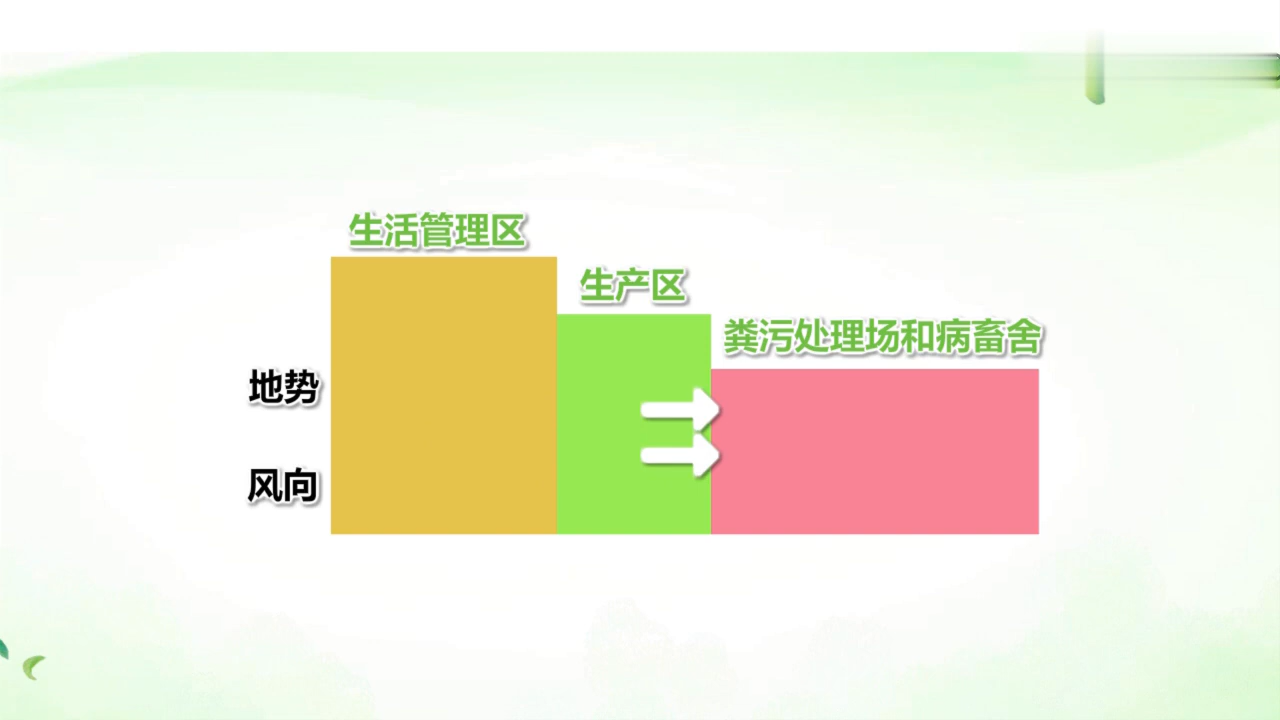 生活管理区
生产区
粪污处理场和病畜舍
地势
风向